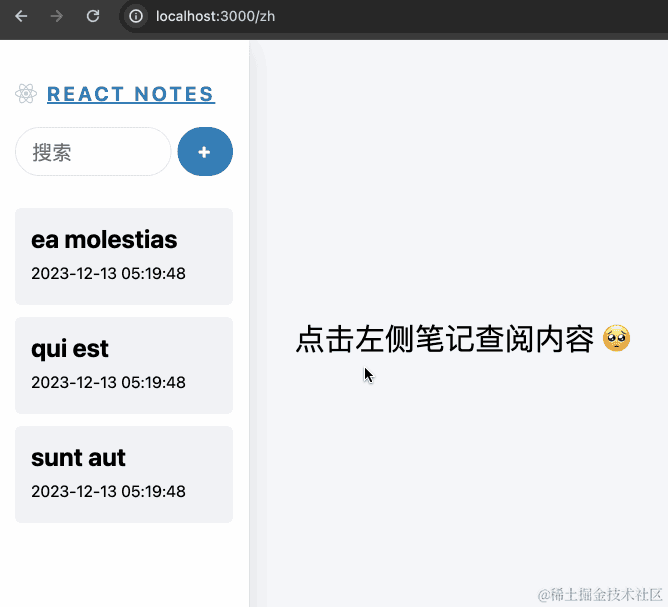 localhost:3000/zh
REACT NOTES
搜索
+
ea molestias
2023-12-13 05:19:48
qui est
2023-12-13 05:19:48
sunt aut
2023-12-13 05:19:48
点击左侧笔记查阅内容 🥺
@稀土掘金技术社区